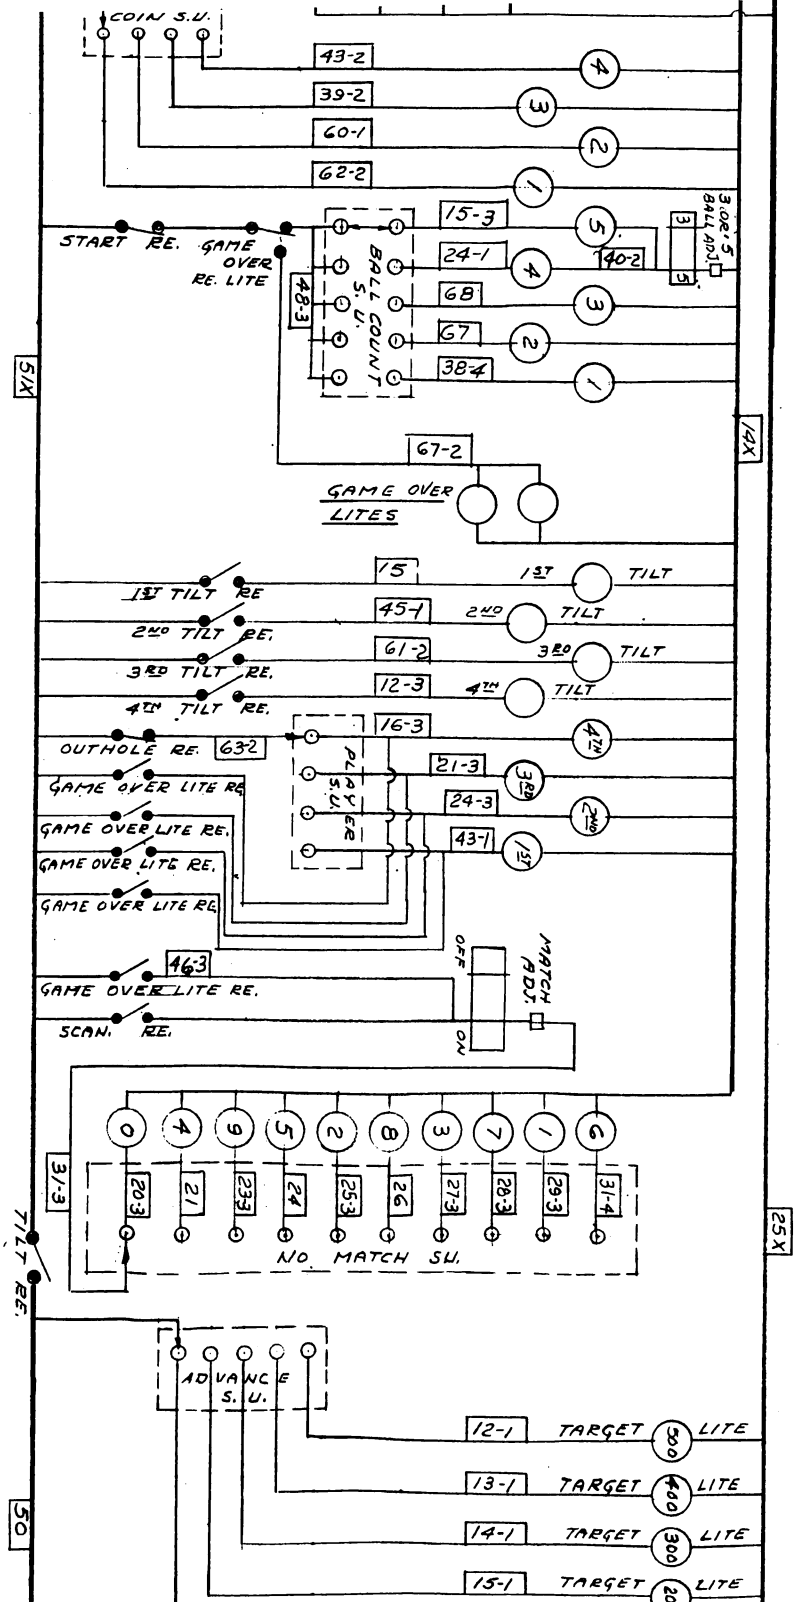 COIN S.U.
43-2
4
39-2
3
60-1
2
62-2
1
3 OR 5
BALL ADJ.
START RE.
GAME
OVER
RE. LITE
48-3
BALL COUNT
S.U.
15-3
5
3
24-1
4
40-2
5
68
3
67
2
38-4
1
51X
14X
67-2
GAME OVER
LITES
1ST TILT RE
15
1ST TILT
2ND TILT RE.
45-1
2ND TILT
3RD TILT RE.
61-2
3RD TILT
4TH TILT RE.
12-3
4TH TILT
OUTHOLE RE.
63-2
PLAYER
S.U.
16-3
4TH
GAME OVER LITE RE
21-3
3RD
GAME OVER LITE RE.
24-3
2ND
GAME OVER LITE RE.
43-1
1ST
GAME OVER LITE RE
46-3
GAME OVER LITE RE.
SCAN. RE.
OFF
ON
MATCH
ADJ.
31-3
0 4 9 5 2 8 3 7 1 6
20-3 21 23-3 24 25-3 26 27-3 28-3 29-3 31-4
NO. MATCH S.U.
25X
TILT RE.
ADVANCE
S.U.
12-1 TARGET 500 LITE
13-1 TARGET 400 LITE
14-1 TARGET 300 LITE
15-1 TARGET 20 LITE
50